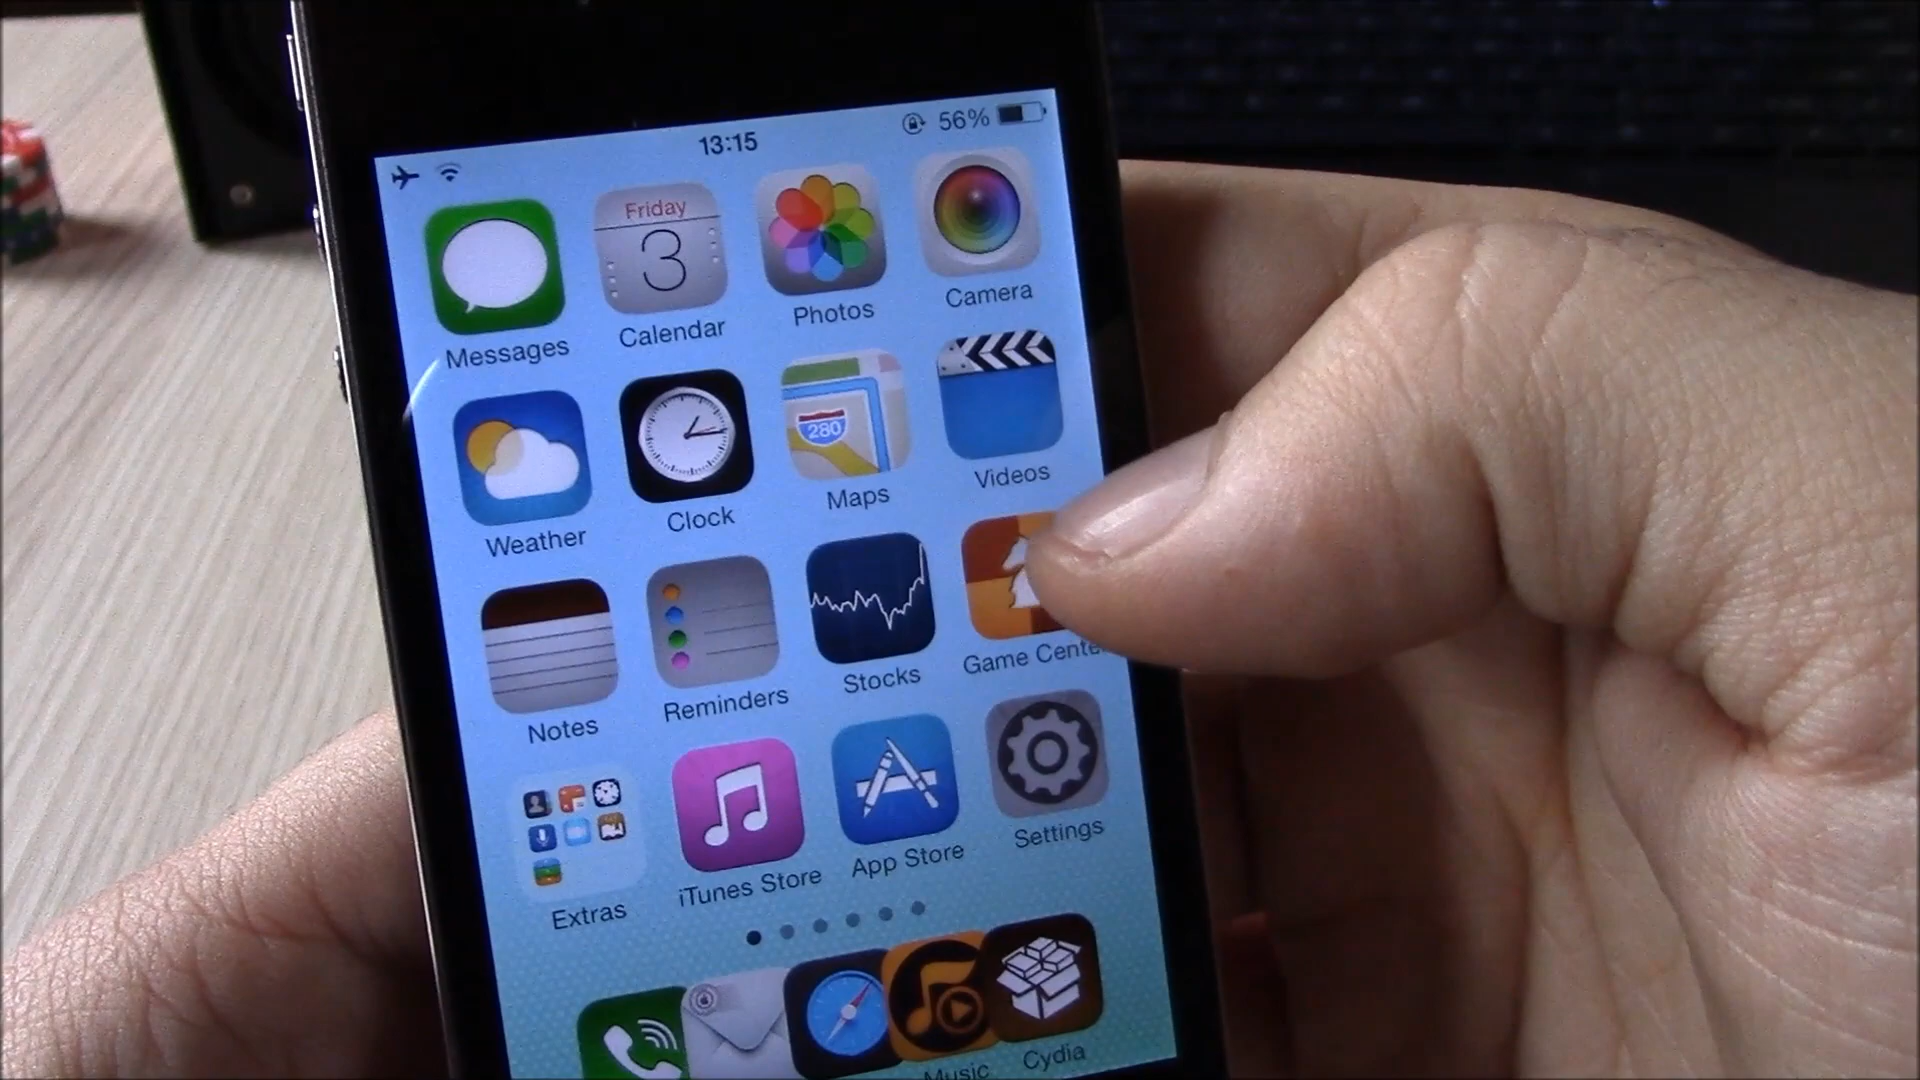 13:15
56%
Friday
3
Messages
Calendar
Photos
Camera
280
Weather
Clock
Maps
Videos
Notes
Reminders
Stocks
Game Cente
Extras
iTunes Store
App Store
Settings
Music
Cydia